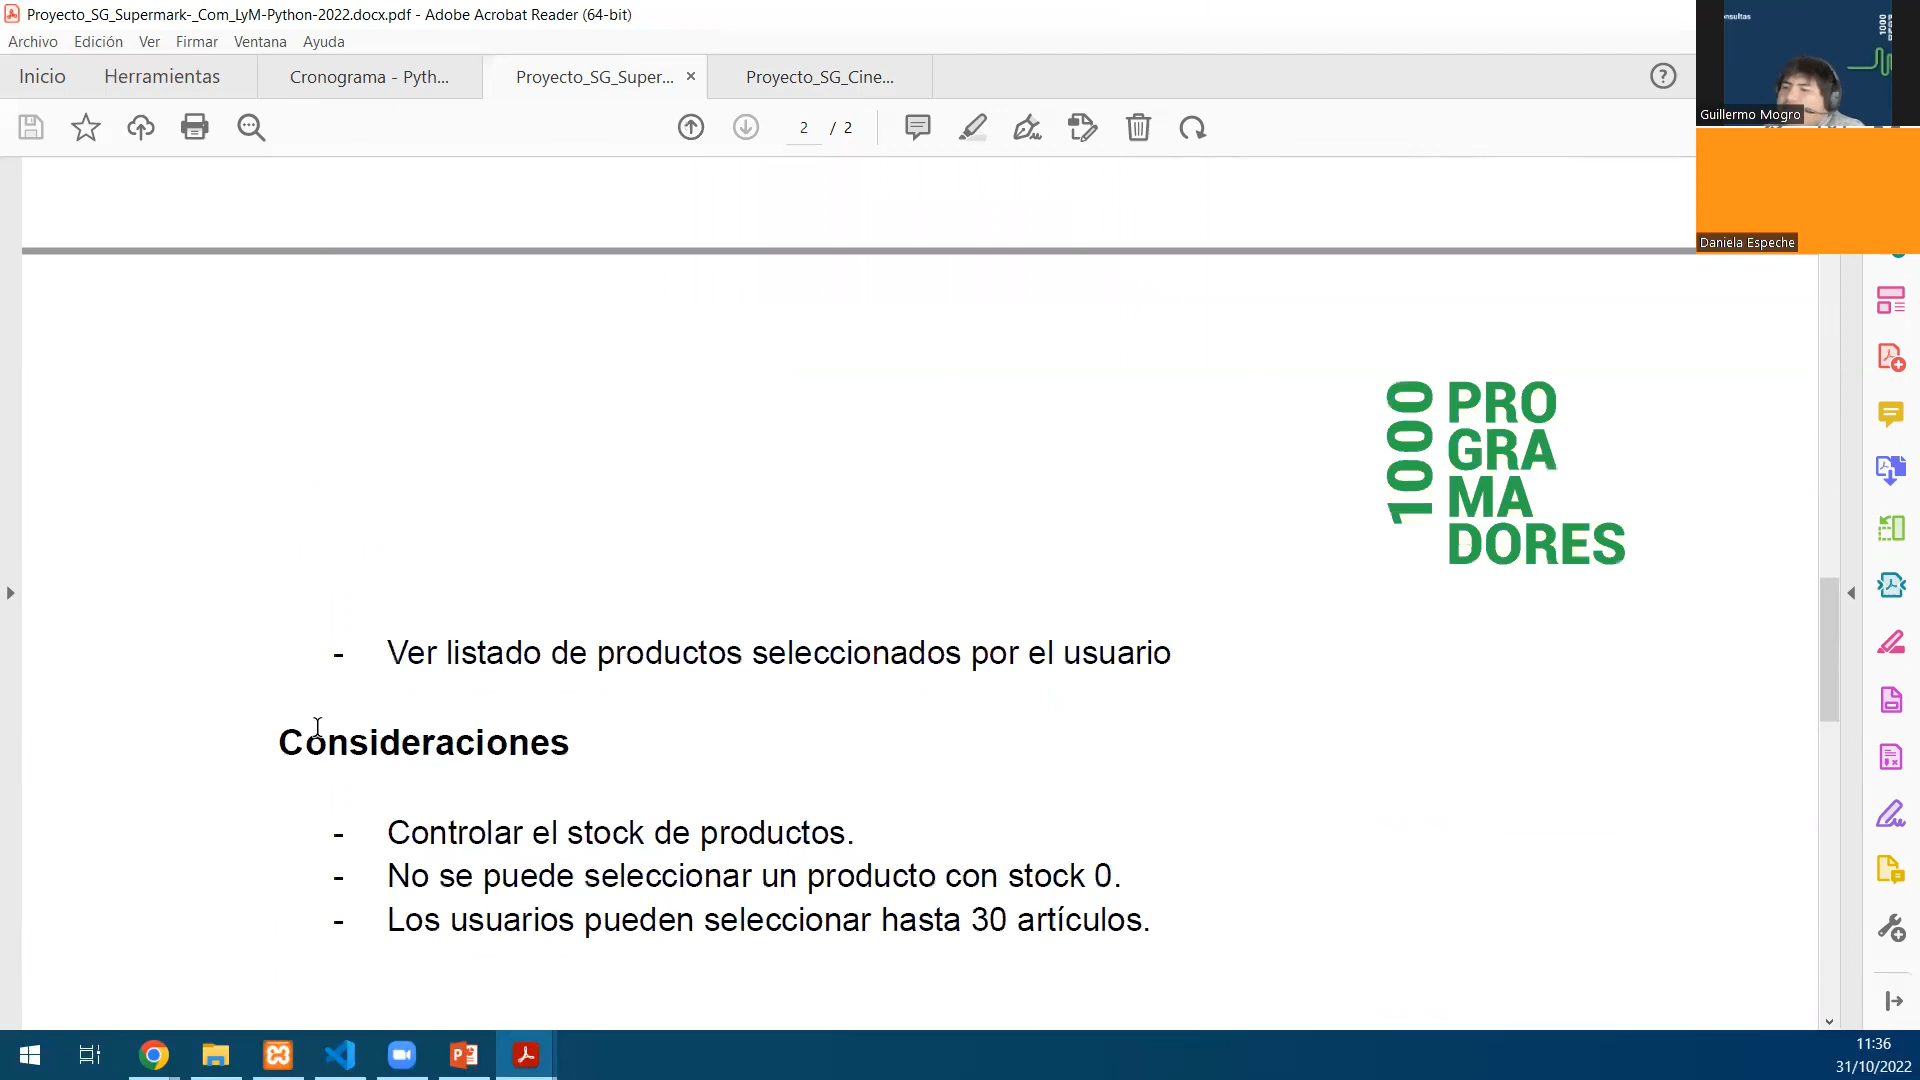 Proyecto_SG_Supermark-_Com_LyM-Python-2022.docx.pdf - Adobe Acrobat Reader (64-bit)
Archivo Edición Ver Firmar Ventana Ayuda
Inicio Herramientas Cronograma - Pyth... Proyecto_SG_Super... × Proyecto_SG_Cine...
2 / 2
1000
Guillermo Mogro
Daniela Espeche
1000
PRO
GRA
MA
DORES
- Ver listado de productos seleccionados por el usuario
Consideraciones
- Controlar el stock de productos.
- No se puede seleccionar un producto con stock 0.
- Los usuarios pueden seleccionar hasta 30 artículos.
11:36
31/10/2022